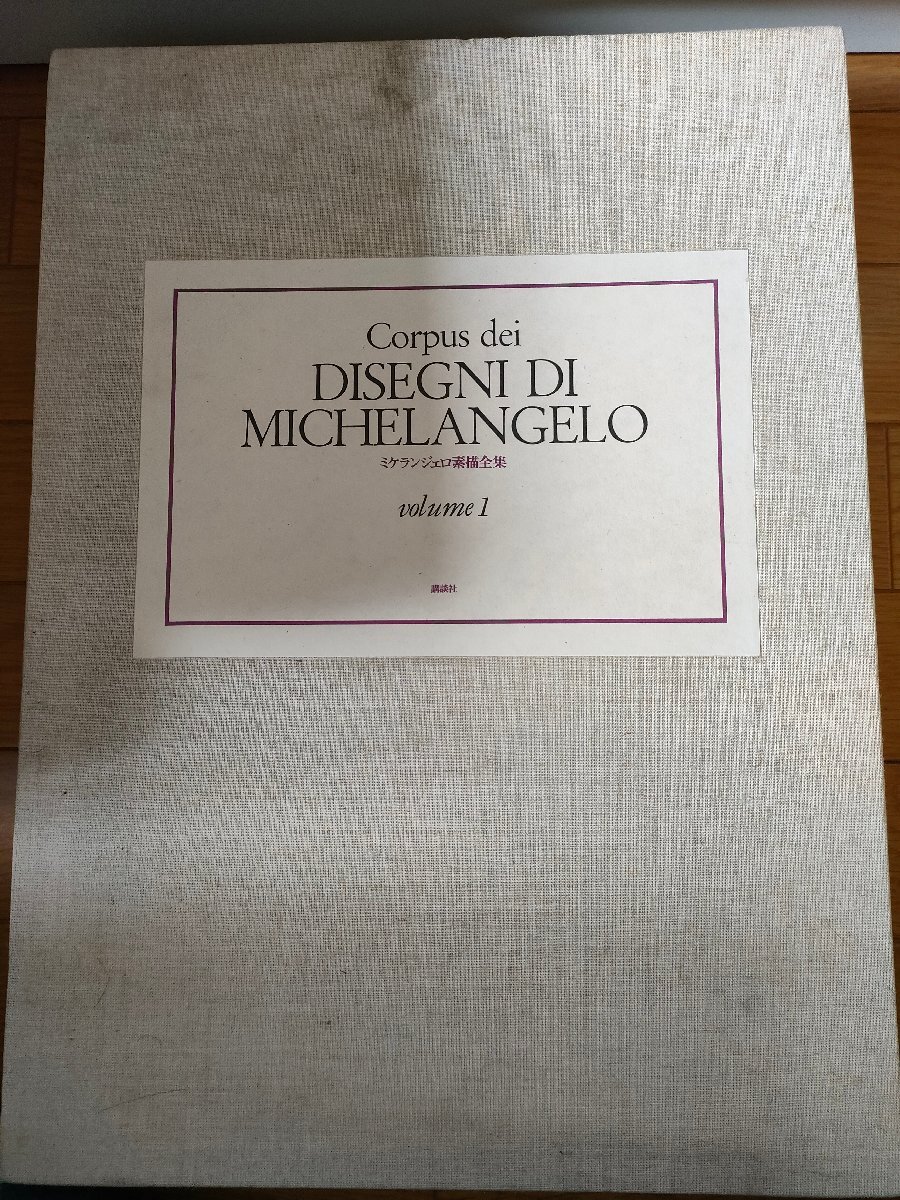 Corpus dei
DISEGNI DI
MICHELANGELO
ミケランジェロ素描全集
volume 1
講談社